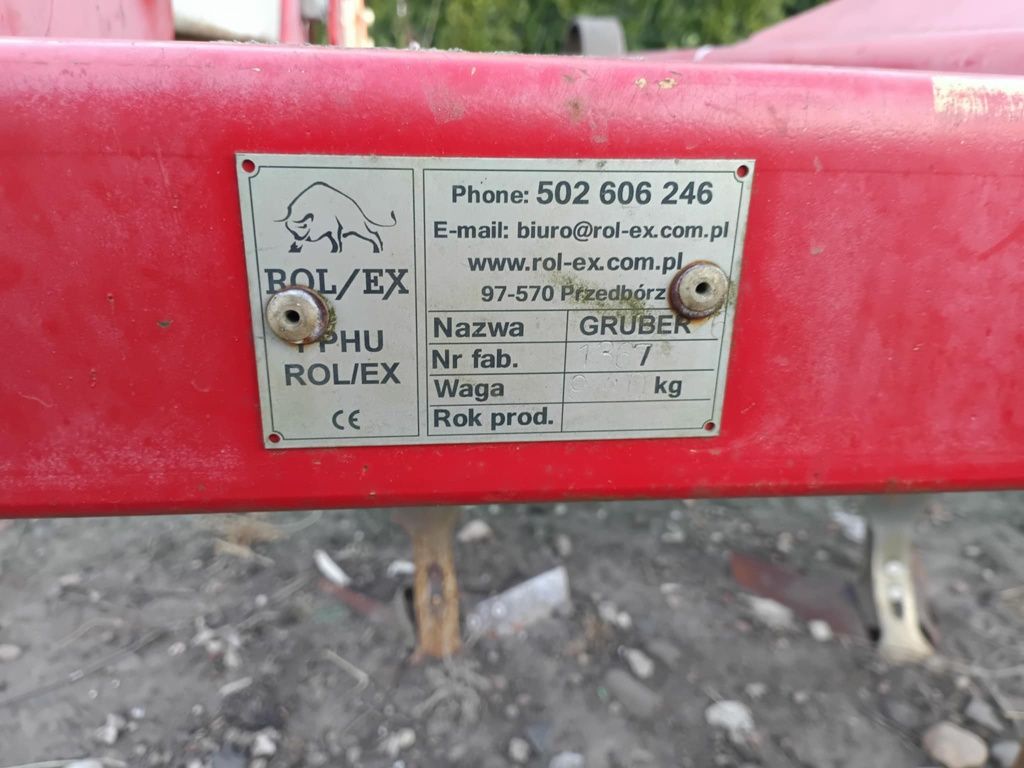 ROL/EX
PPHU
ROL/EX
CE
Phone: 502 606 246
E-mail: biuro@rol-ex.com.pl
www.rol-ex.com.pl
97-570 Przedbórz
Nazwa GRUBER
Nr fab. /
Waga kg
Rok prod.